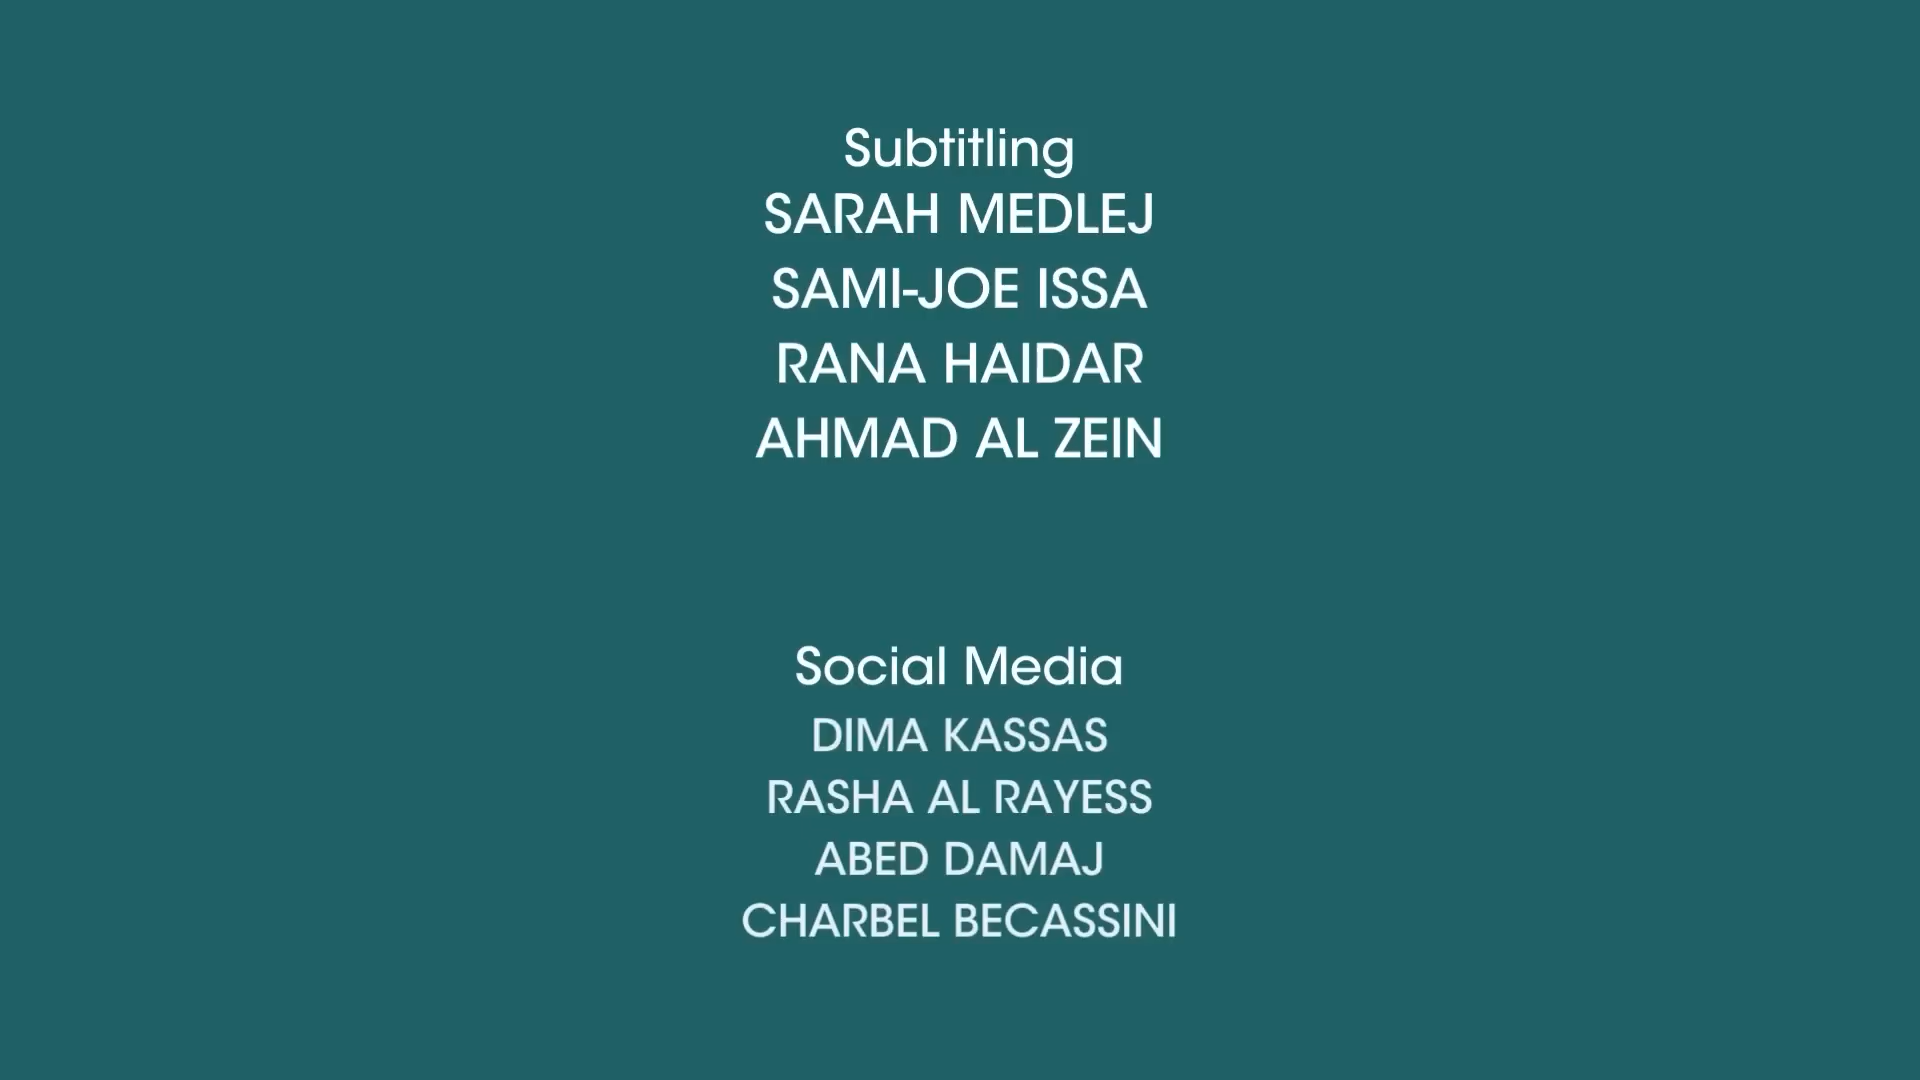 Subtitling
SARAH MEDLEJ
SAMI-JOE ISSA
RANA HAIDAR
AHMAD AL ZEIN
Social Media
DIMA KASSAS
RASHA AL RAYESS
ABED DAMAJ
CHARBEL BECASSINI